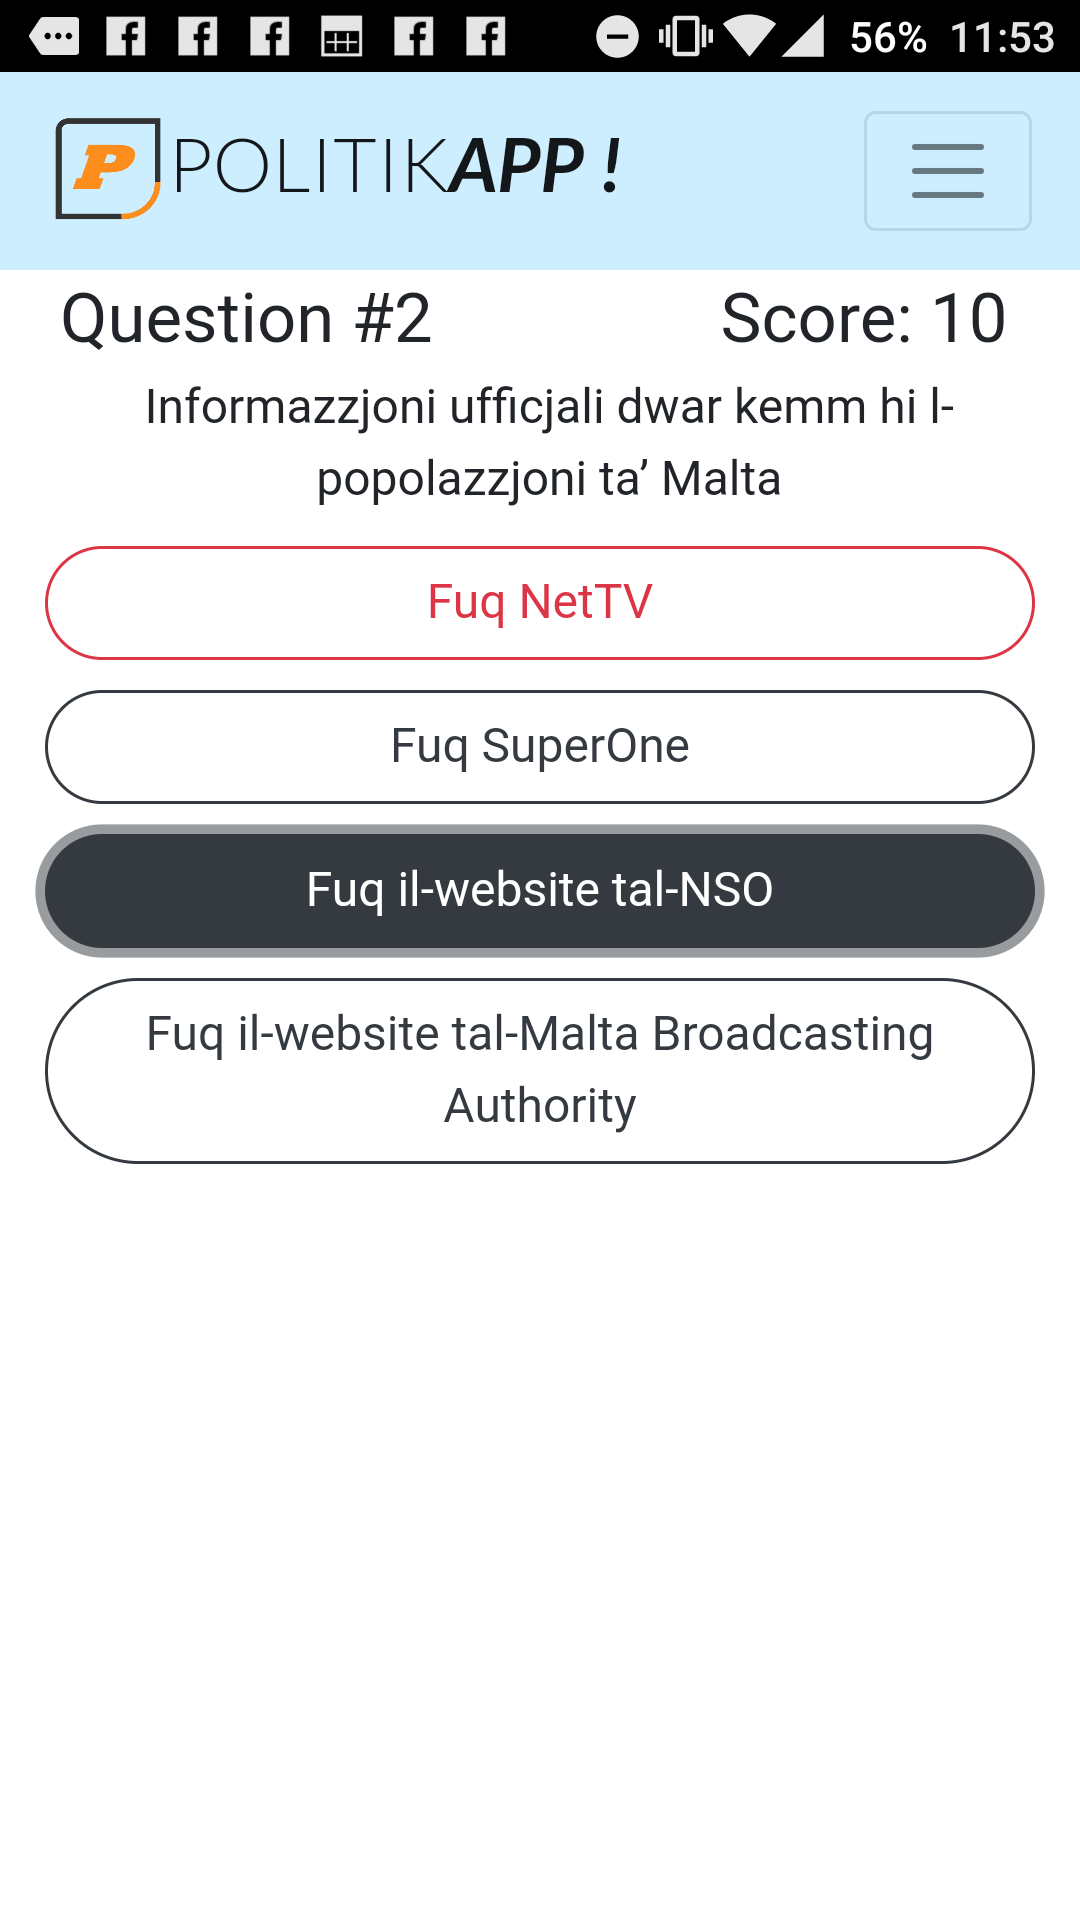 56% 11:53
P POLITIKAPP !
Question #2 Score: 10
Informazzjoni ufficjali dwar kemm hi l-
popolazzjoni ta’ Malta
Fuq NetTV
Fuq SuperOne
Fuq il-website tal-NSO
Fuq il-website tal-Malta Broadcasting
Authority